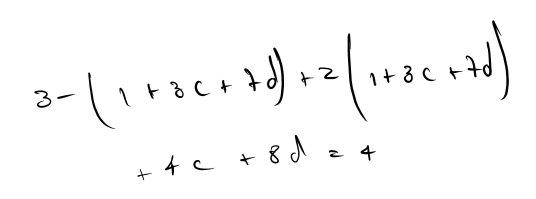 3 - (1 + 3c + 7d) + 2(1 + 3c + 7d)
+ 4c + 8d = 4